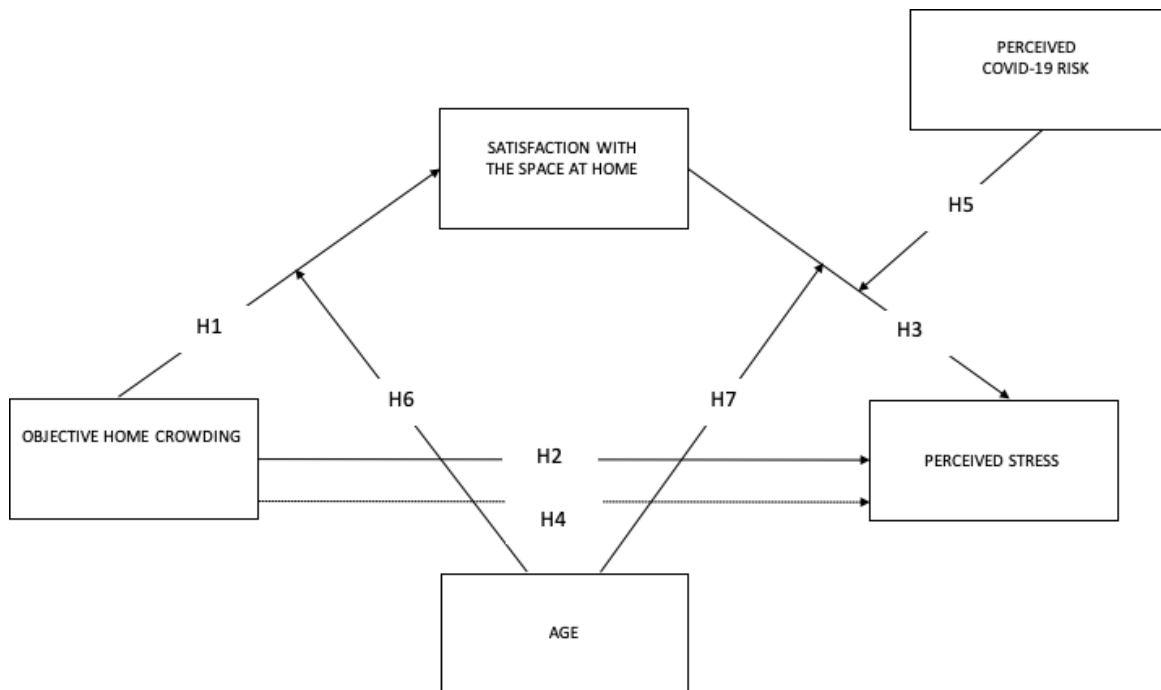 PERCEIVED
COVID-19 RISK
SATISFACTION WITH
THE SPACE AT HOME
H5
H1
H3
H6
H7
OBJECTIVE HOME CROWDING
H2
PERCEIVED STRESS
H4
AGE